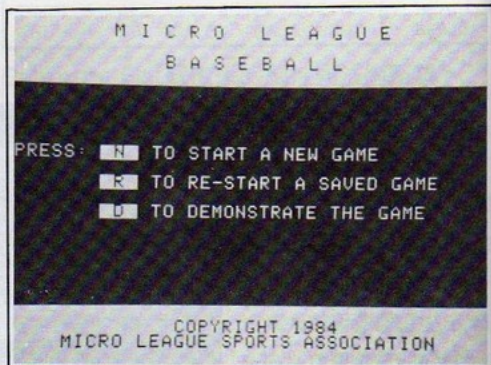 MICRO LEAGUE
BASEBALL
PRESS: N TO START A NEW GAME
R TO RE-START A SAVED GAME
D TO DEMONSTRATE THE GAME
COPYRIGHT 1984
MICRO LEAGUE SPORTS ASSOCIATION